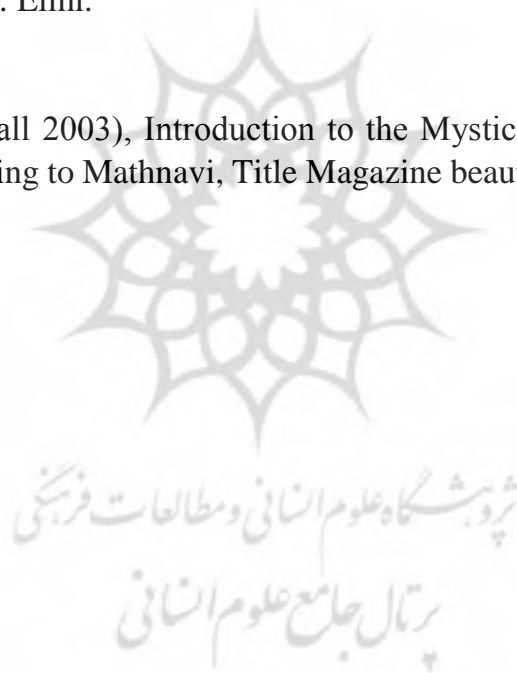 . Elmi.
all 2003), Introduction to the Mystic
ing to Mathnavi, Title Magazine beau
پژوهشگاه علوم انسانی و مطالعات فرهنگی
پرتال جامع علوم انسانی